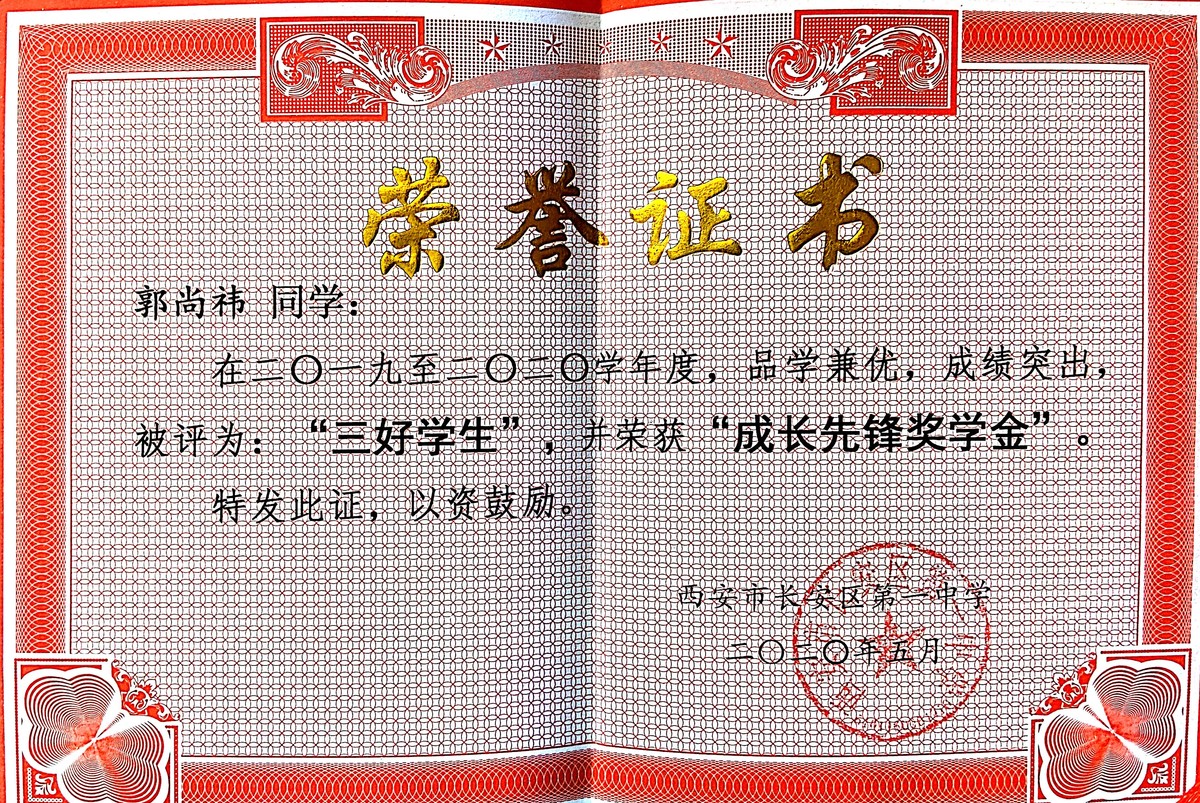 荣誉证书
郭尚祎 同学：
在二〇一九至二〇二〇学年度，品学兼优，成绩突出，
被评为：“三好学生”，并荣获“成长先锋奖学金”。
特发此证，以资鼓励。
西安市长安区第一中学
二〇二〇年五月